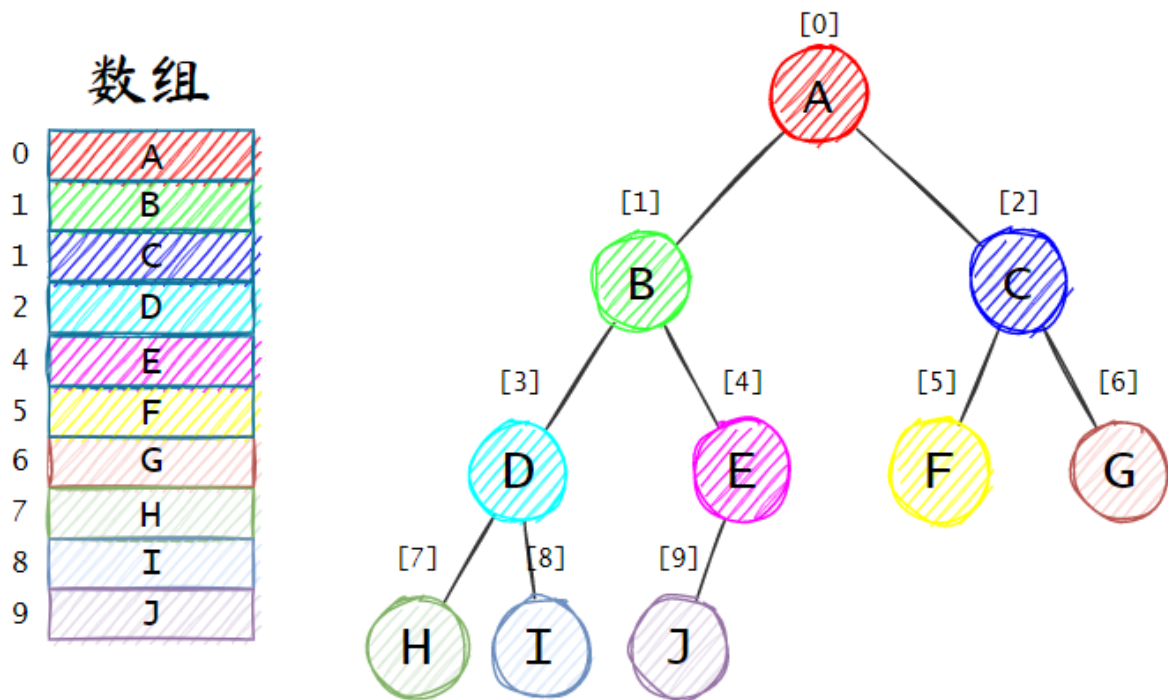 数组
0 A
1 B
1 C
2 D
4 E
5 F
6 G
7 H
8 I
9 J
[0]
A
[1] [2]
B C
[3] [4] [5] [6]
D E F G
[7] [8] [9]
H I J